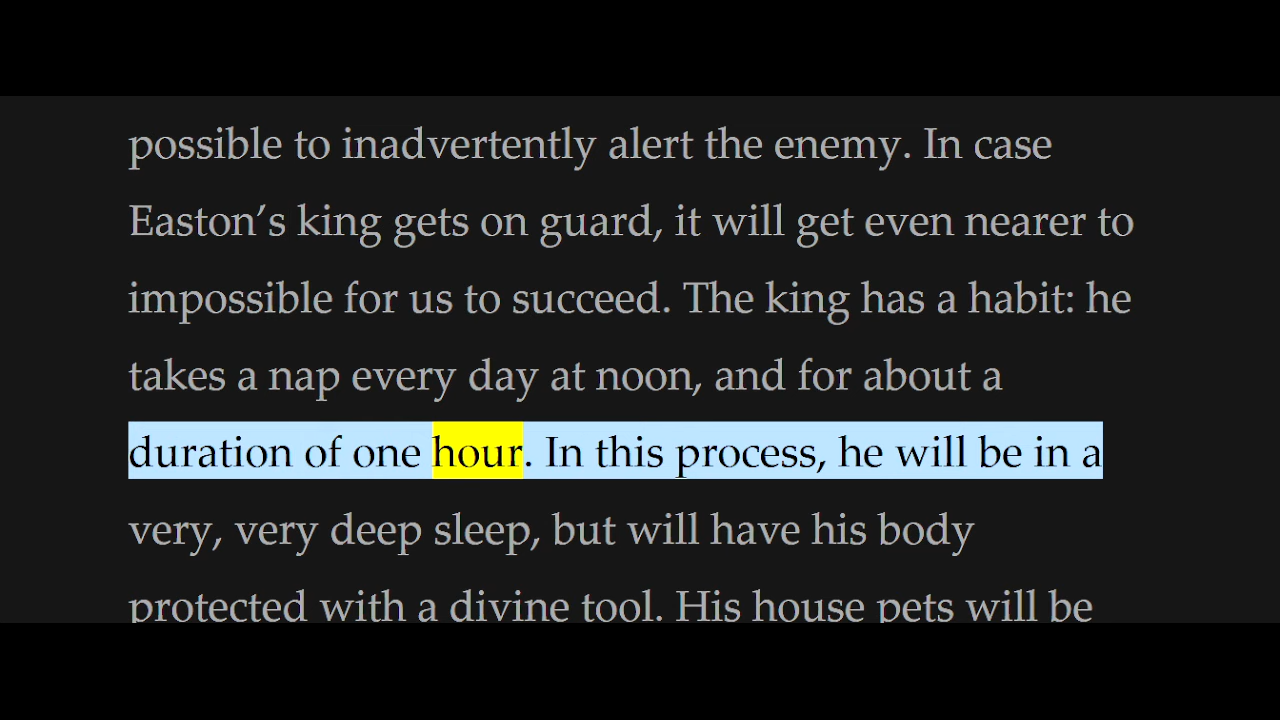 possible to inadvertently alert the enemy. In case
Easton’s king gets on guard, it will get even nearer to
impossible for us to succeed. The king has a habit: he
takes a nap every day at noon, and for about a
duration of one hour. In this process, he will be in a
very, very deep sleep, but will have his body
protected with a divine tool. His house pets will be